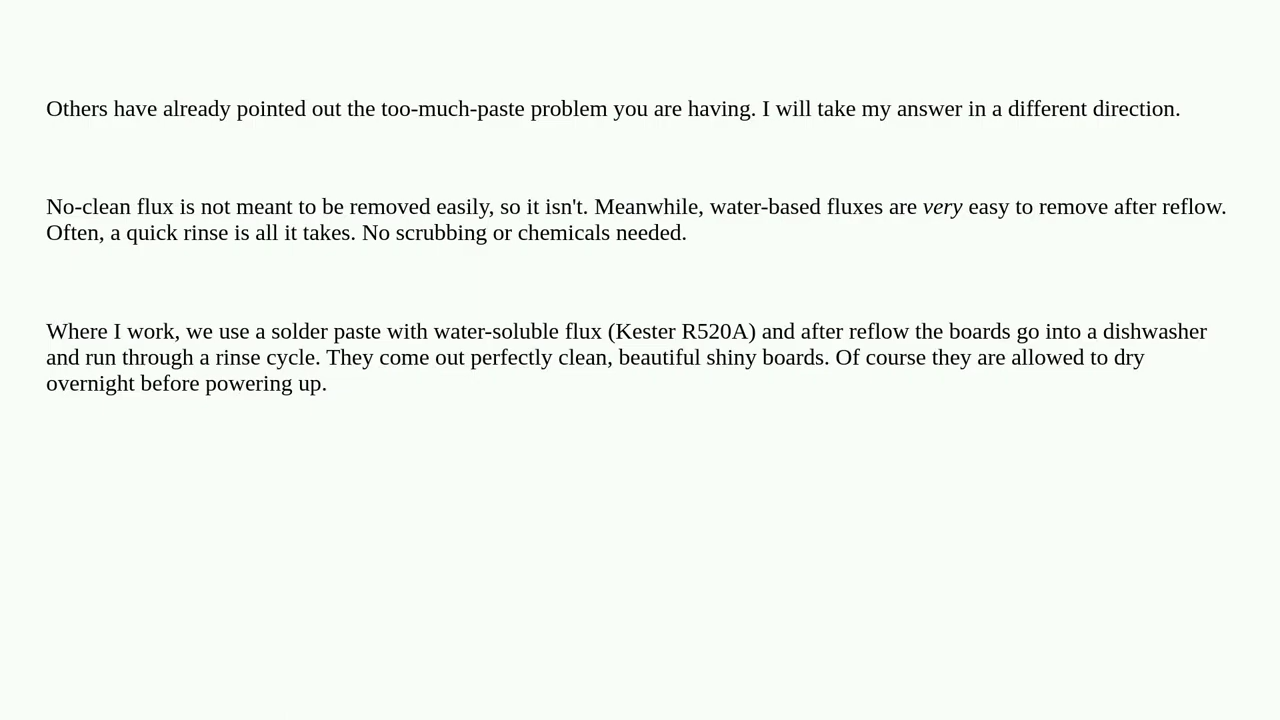 Others have already pointed out the too-much-paste problem you are having. I will take my answer in a different direction.
No-clean flux is not meant to be removed easily, so it isn't. Meanwhile, water-based fluxes are very easy to remove after reflow.
Often, a quick rinse is all it takes. No scrubbing or chemicals needed.
Where I work, we use a solder paste with water-soluble flux (Kester R520A) and after reflow the boards go into a dishwasher
and run through a rinse cycle. They come out perfectly clean, beautiful shiny boards. Of course they are allowed to dry
overnight before powering up.